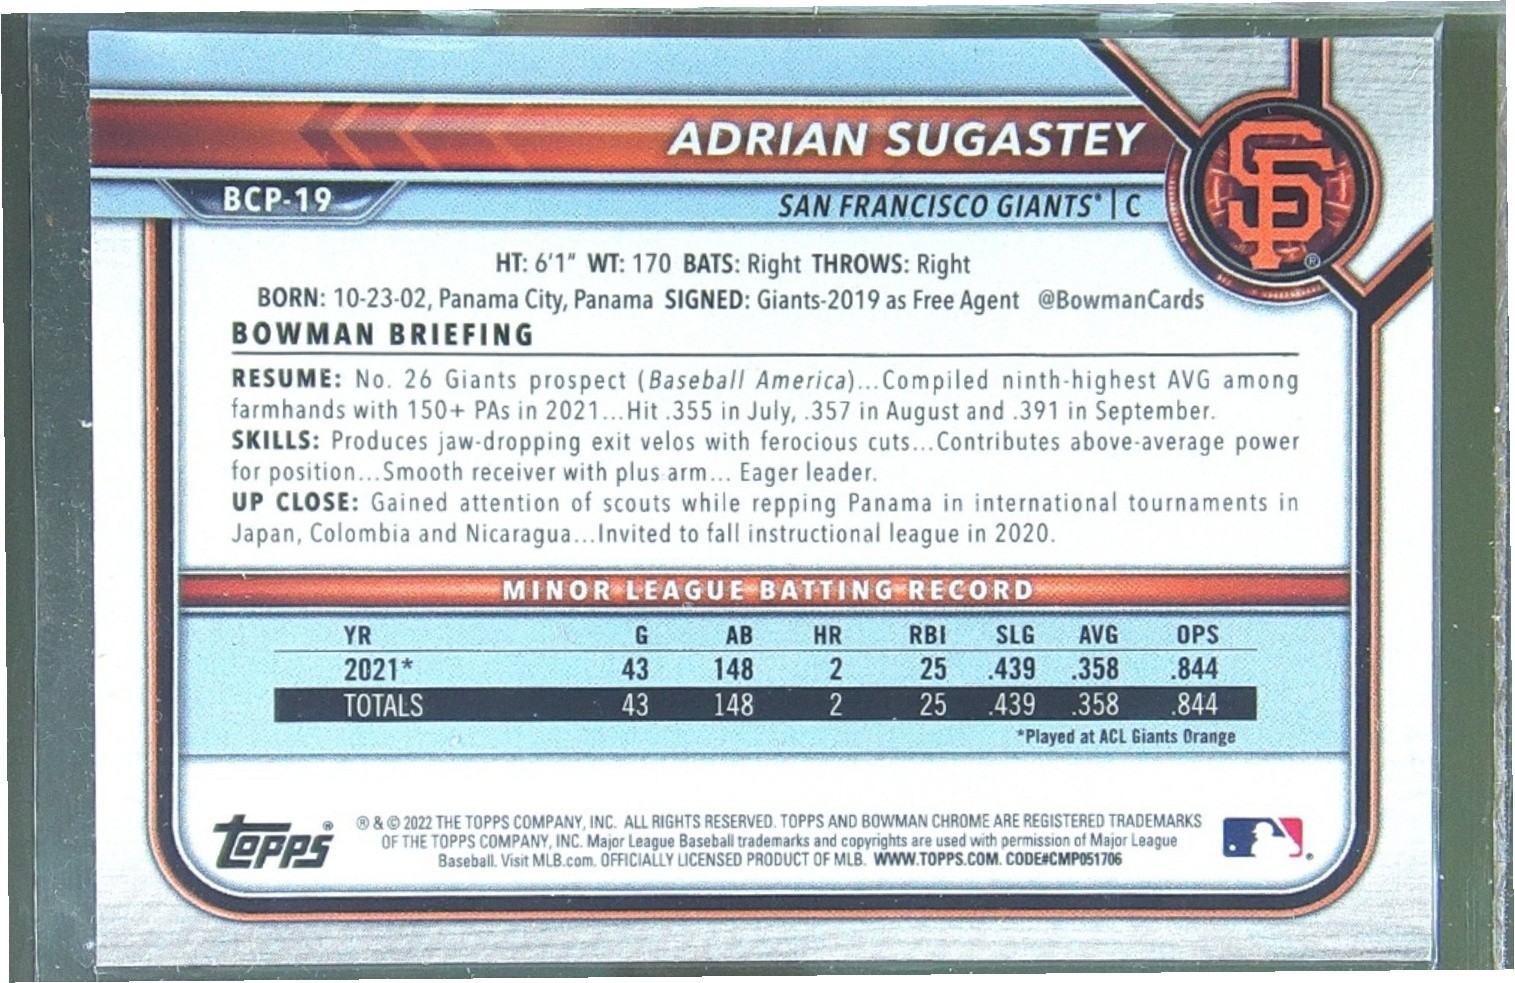 ADRIAN SUGASTEY
BCP-19
SAN FRANCISCO GIANTS® | C
SF®
HT: 6'1" WT: 170 BATS: Right THROWS: Right
BORN: 10-23-02, Panama City, Panama SIGNED: Giants-2019 as Free Agent @BowmanCards
BOWMAN BRIEFING
RESUME: No. 26 Giants prospect (Baseball America)...Compiled ninth-highest AVG among
farmhands with 150+ PAs in 2021...Hit .355 in July, .357 in August and .391 in September.
SKILLS: Produces jaw-dropping exit velos with ferocious cuts...Contributes above-average power
for position...Smooth receiver with plus arm... Eager leader.
UP CLOSE: Gained attention of scouts while repping Panama in international tournaments in
Japan, Colombia and Nicaragua...Invited to fall instructional league in 2020.
MINOR LEAGUE BATTING RECORD
YR G AB HR RBI SLG AVG OPS
2021* 43 148 2 25 .439 .358 .844
TOTALS 43 148 2 25 .439 .358 .844
*Played at ACL Giants Orange
TOPPS®
® & © 2022 THE TOPPS COMPANY, INC. ALL RIGHTS RESERVED. TOPPS AND BOWMAN CHROME ARE REGISTERED TRADEMARKS
OF THE TOPPS COMPANY, INC. Major League Baseball trademarks and copyrights are used with permission of Major League
Baseball. Visit MLB.com. OFFICIALLY LICENSED PRODUCT OF MLB. WWW.TOPPS.COM. CODE#CMP051706